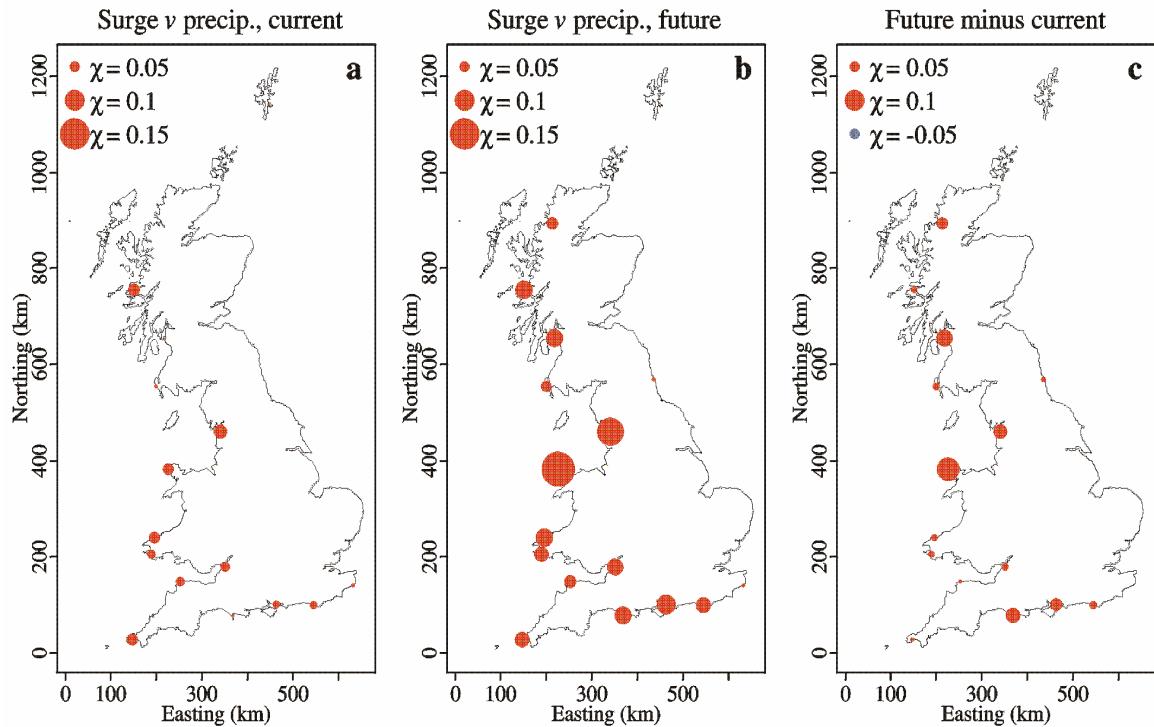 Surge v precip., current
Surge v precip., future
Future minus current
a
χ = 0.05
χ = 0.1
χ = 0.15
b
χ = 0.05
χ = 0.1
χ = 0.15
c
χ = 0.05
χ = 0.1
χ = -0.05
Northing (km)
0 200 400 600 800 1000 1200
Northing (km)
0 200 400 600 800 1000 1200
Northing (km)
0 200 400 600 800 1000 1200
0 100 300 500
0 100 300 500
0 100 300 500
Easting (km)
Easting (km)
Easting (km)